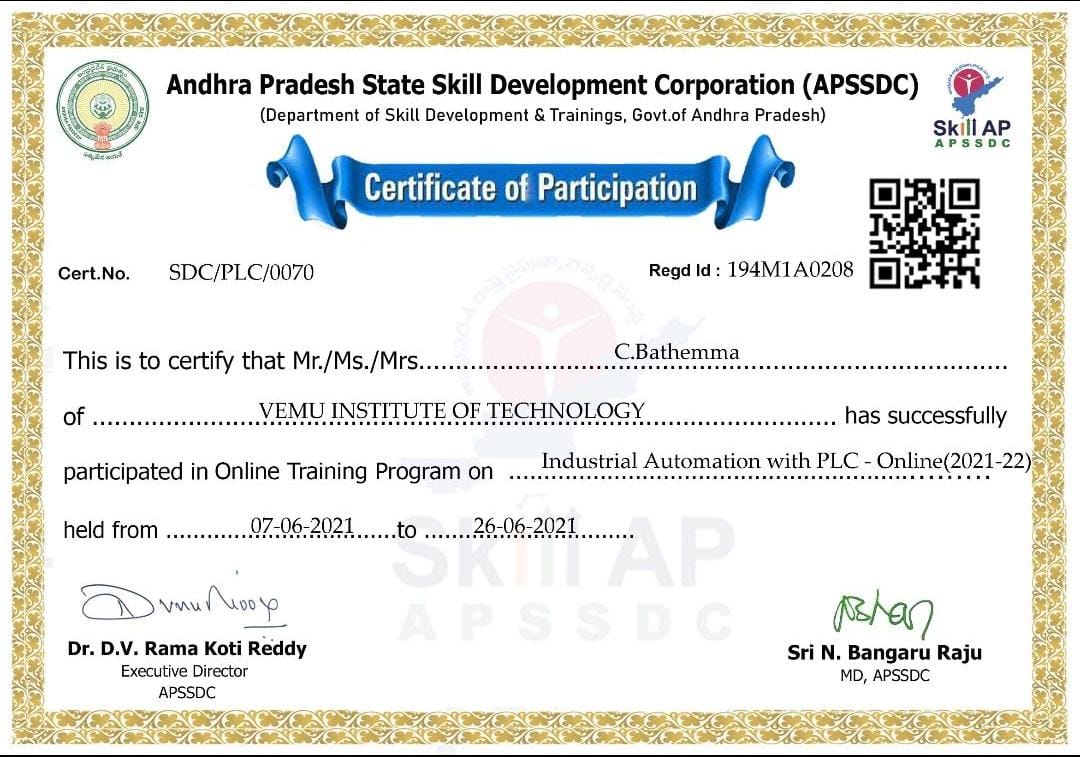 Andhra Pradesh State Skill Development Corporation (APSSDC)
(Department of Skill Development & Trainings, Govt.of Andhra Pradesh)
Skill AP
APSSDC
Certificate of Participation
Cert.No. SDC/PLC/0070
Regd Id : 194M1A0208
This is to certify that Mr./Ms./Mrs. C.Bathemma
of VEMU INSTITUTE OF TECHNOLOGY has successfully
participated in Online Training Program on Industrial Automation with PLC - Online(2021-22)
held from 07-06-2021 to 26-06-2021
Skill AP
APSSDC
Dr. D.V. Rama Koti Reddy
Executive Director
APSSDC
Sri N. Bangaru Raju
MD, APSSDC